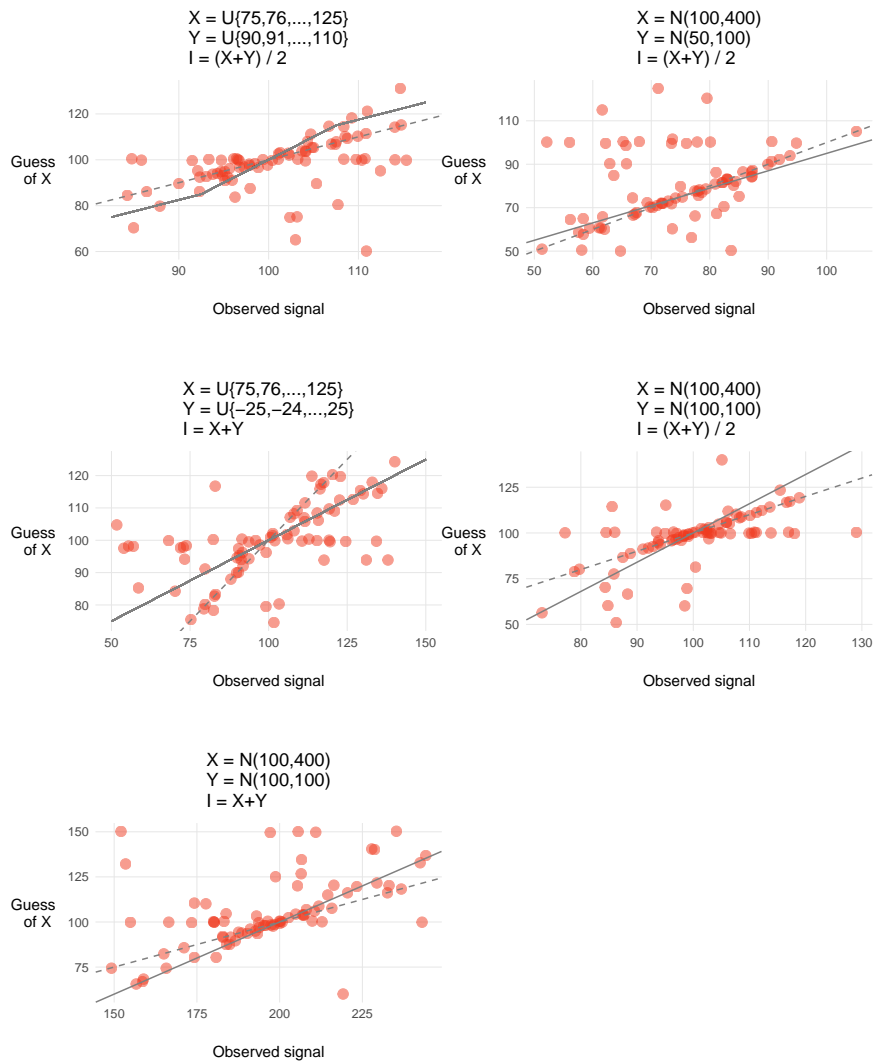 X = U{75,76,...,125}
Y = U{90,91,...,110}
I = (X+Y) / 2
120
100
80
60
Guess
of X
90
100
110
Observed signal
X = N(100,400)
Y = N(50,100)
I = (X+Y) / 2
110
90
70
50
Guess
of X
50
60
70
80
90
100
Observed signal
X = U{75,76,...,125}
Y = U{−25,−24,...,25}
I = X+Y
120
110
100
90
80
Guess
of X
50
75
100
125
150
Observed signal
X = N(100,400)
Y = N(100,100)
I = (X+Y) / 2
125
100
75
50
Guess
of X
80
90
100
110
120
130
Observed signal
X = N(100,400)
Y = N(100,100)
I = X+Y
150
125
100
75
Guess
of X
150
175
200
225
Observed signal